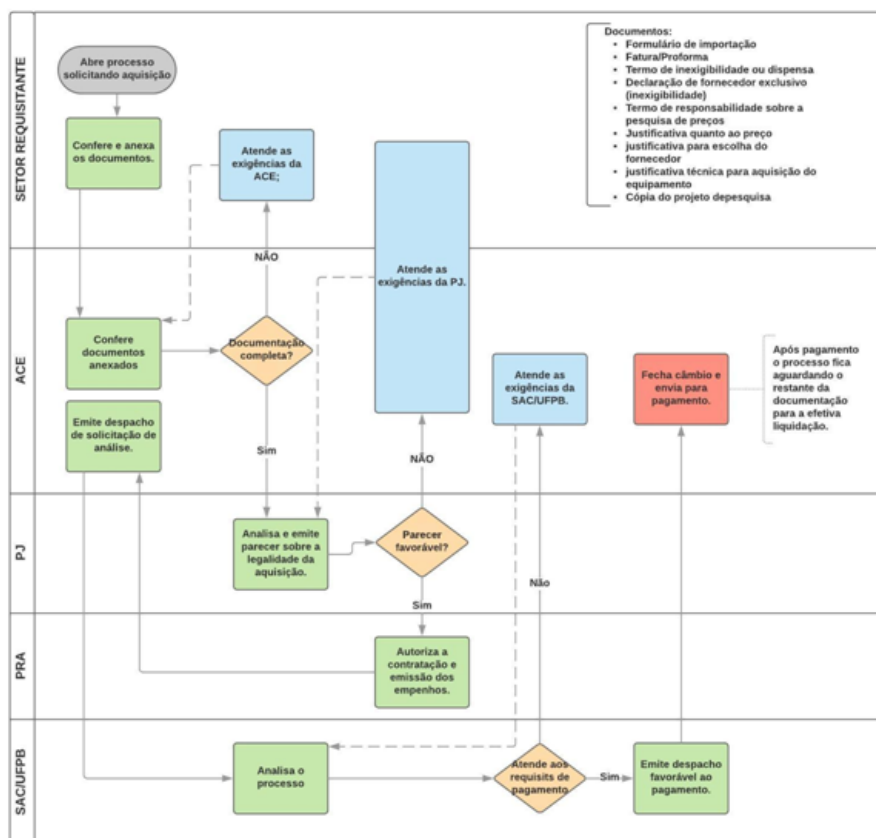 SETOR REQUISITANTE
Abre processo
solicitando aquisição
Confere e anexa
os documentos.
Atende as
exigências da
ACE;
Documentos:
Formulário de importação
Fatura/Proforma
Termo de inexigibilidade ou dispensa
Declaração de fornecedor exclusivo
(inexigibilidade)
Termo de responsabilidade sobre a
pesquisa de preços
Justificativa quanto ao preço
justificativa para escolha do
fornecedor
justificativa técnica para aquisição do
equipamento
Cópia do projeto depesquisa
ACE
NÃO
Atende as
exigências da PJ.
Confere
documentos
anexados
Documentação
completa?
Atende as
exigências da
SAC/UFPB.
Fecha câmbio e
envia para
pagamento.
Após pagamento
o processo fica
aguardando o
restante da
documentação
para a efetiva
liquidação.
Emite despacho
de solicitação de
análise.
Sim
NÃO
PJ
Analisa e emite
parecer sobre a
legalidade da
aquisição.
Parecer
favorável?
Não
Sim
PRA
Autoriza a
contratação e
emissão dos
empenhos.
SAC/UFPB
Analisa o
processo
Atende aos
requisits de
pagamento
Sim
Emite despacho
favorável ao
pagamento.